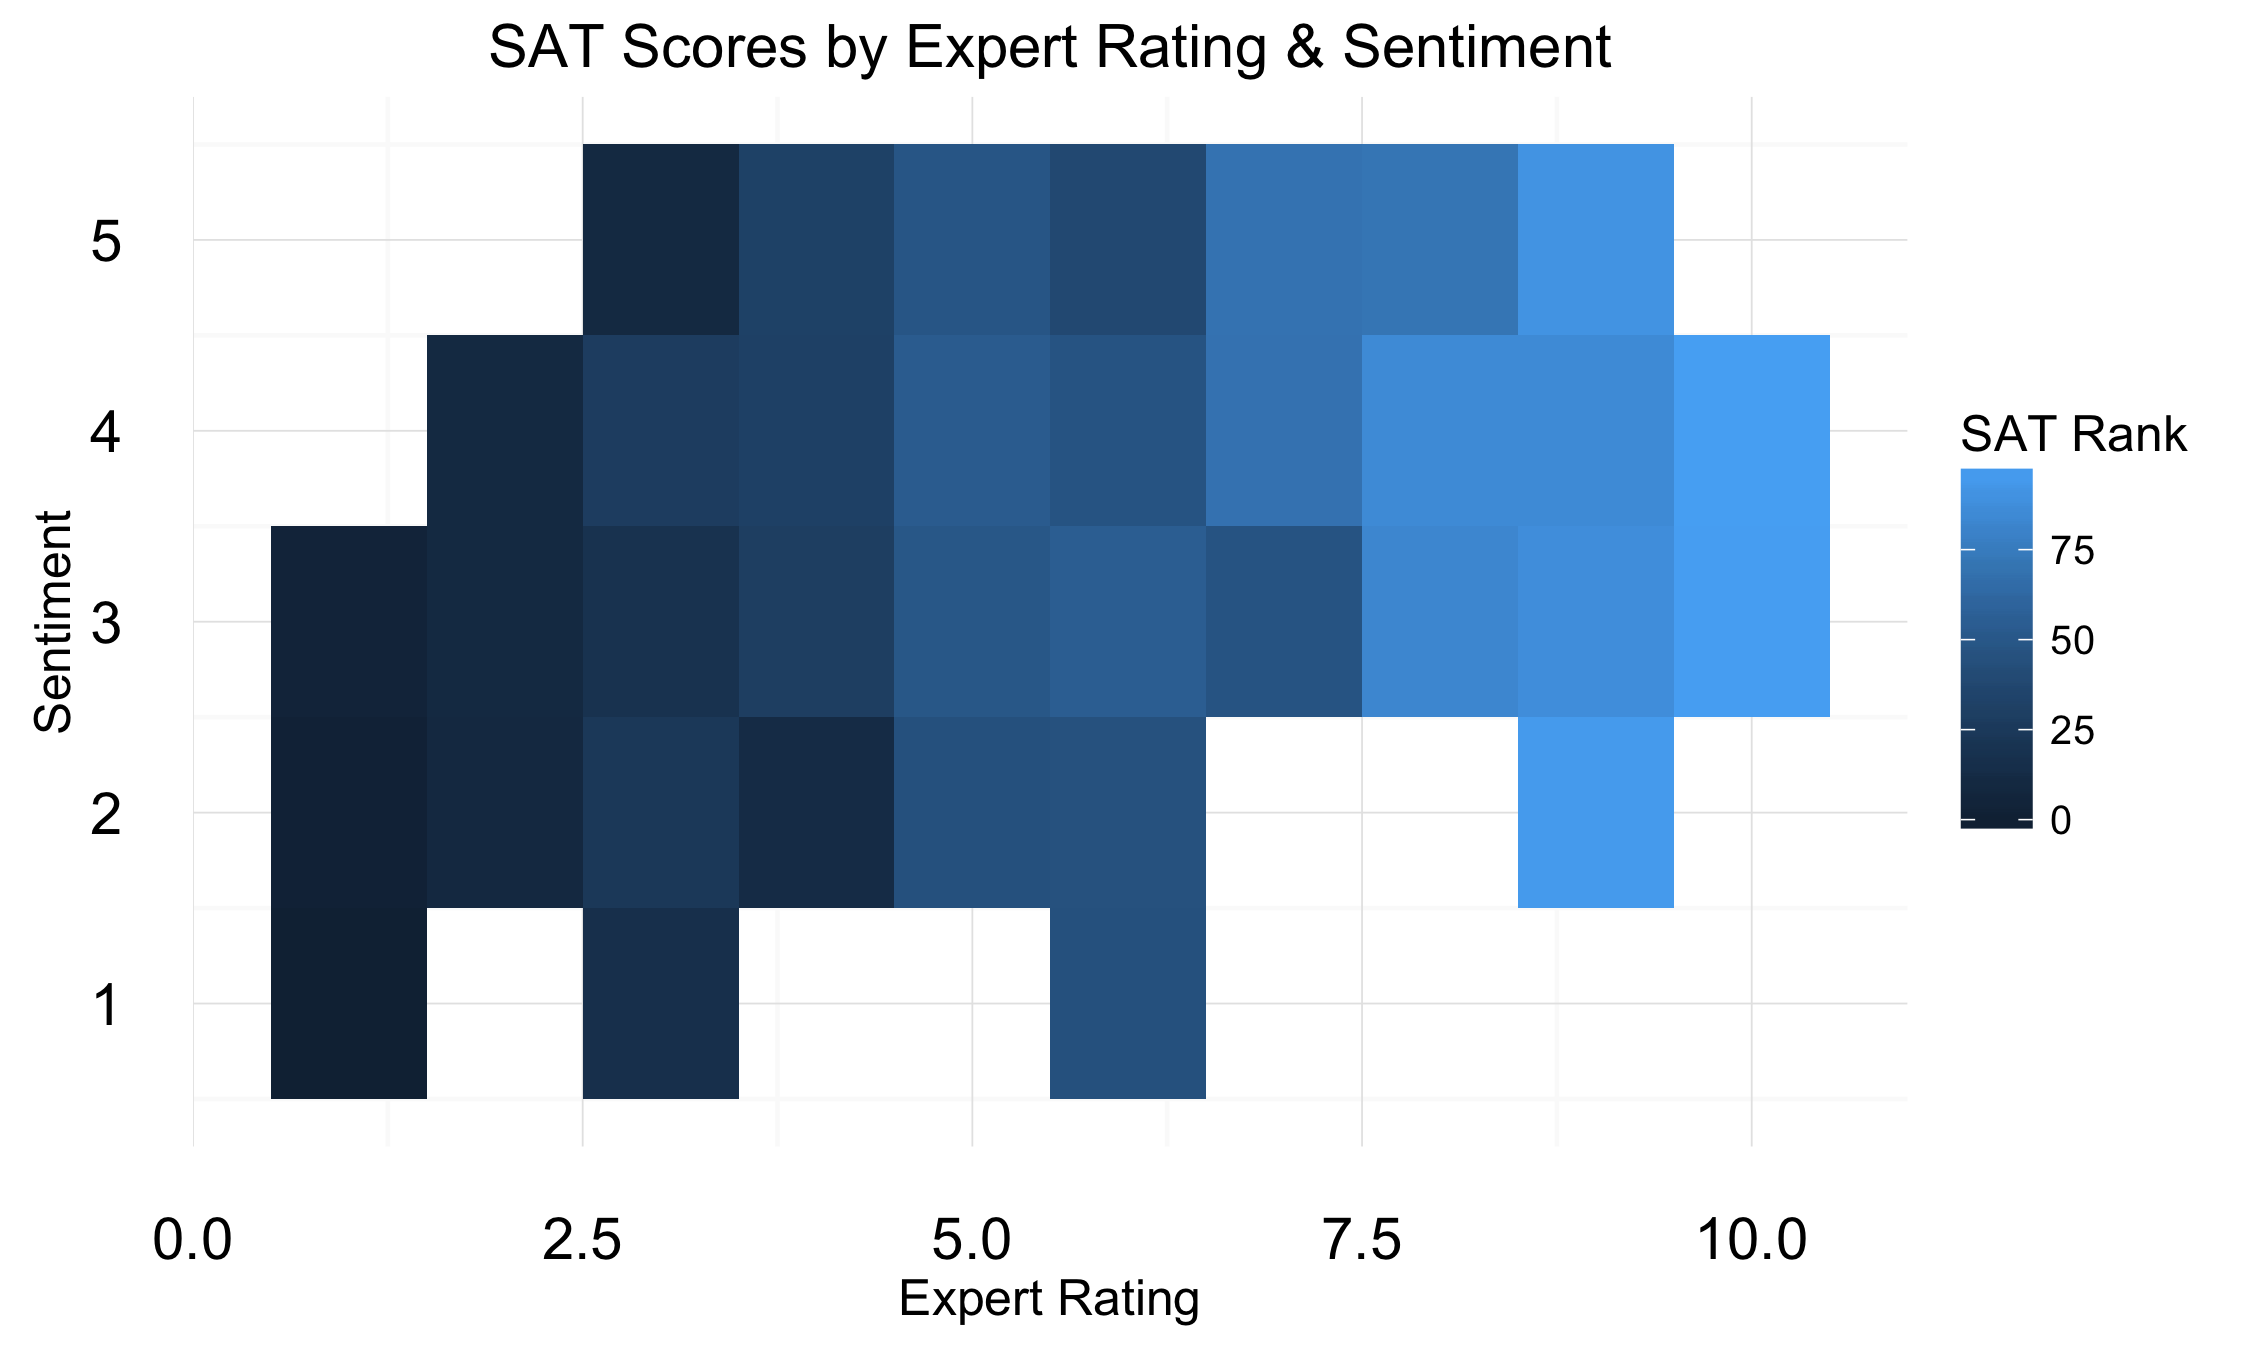 SAT Scores by Expert Rating & Sentiment
5
4
3
2
1
Sentiment
0.0 2.5 5.0 7.5 10.0
Expert Rating
SAT Rank
75
50
25
0